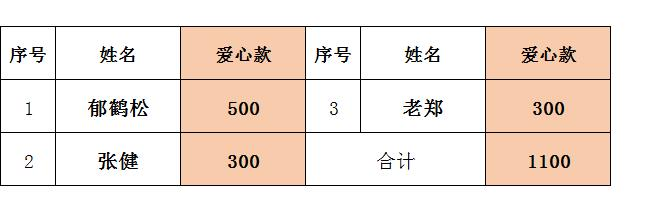 序号 姓名 爱心款 序号 姓名 爱心款
1 郁鹤松 500 3 老郑 300
2 张健 300 合计 1100